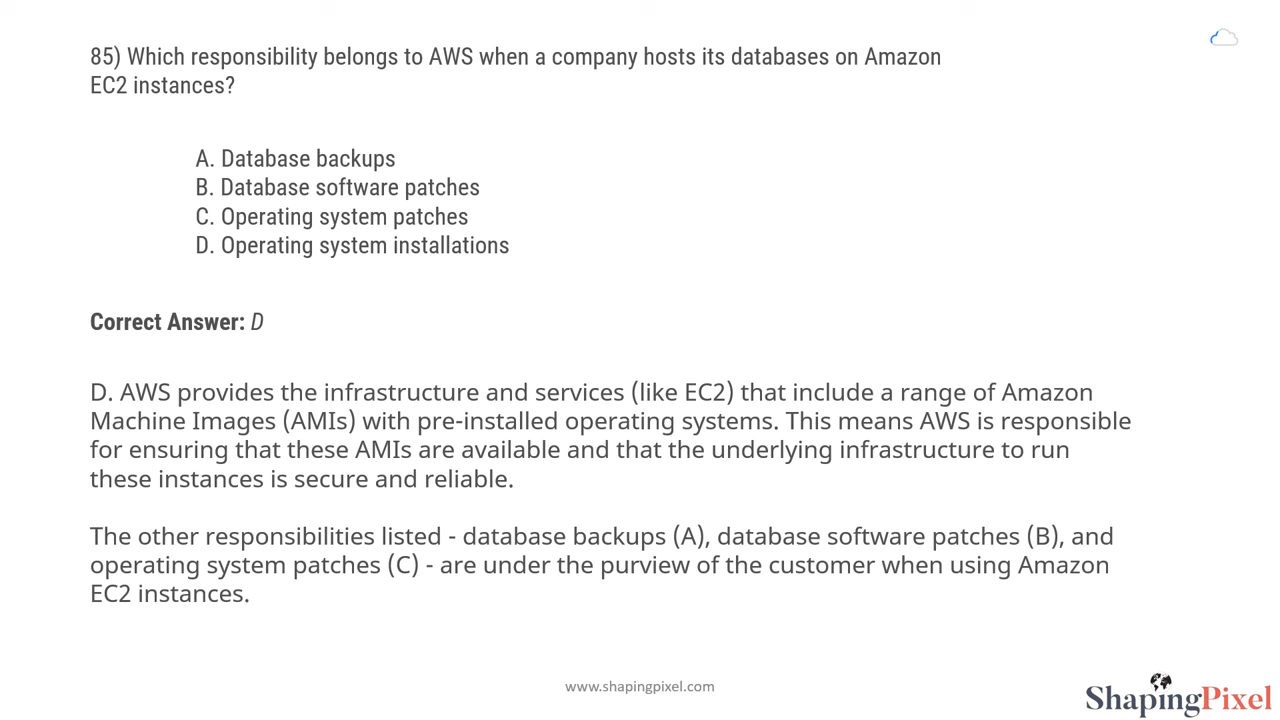 85) Which responsibility belongs to AWS when a company hosts its databases on Amazon
EC2 instances?
A. Database backups
B. Database software patches
C. Operating system patches
D. Operating system installations
Correct Answer: D
D. AWS provides the infrastructure and services (like EC2) that include a range of Amazon
Machine Images (AMIs) with pre-installed operating systems. This means AWS is responsible
for ensuring that these AMIs are available and that the underlying infrastructure to run
these instances is secure and reliable.
The other responsibilities listed - database backups (A), database software patches (B), and
operating system patches (C) - are under the purview of the customer when using Amazon
EC2 instances.
www.shapingpixel.com
ShapingPixel